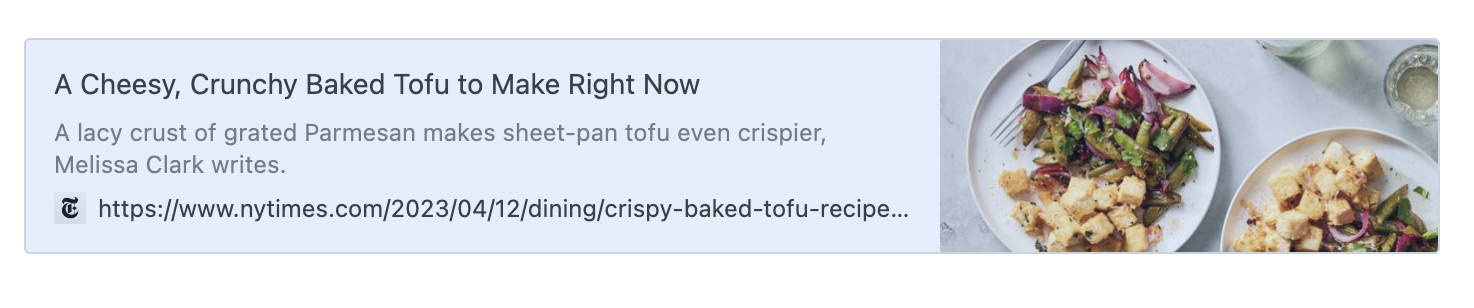 A Cheesy, Crunchy Baked Tofu to Make Right Now
A lacy crust of grated Parmesan makes sheet-pan tofu even crispier,
Melissa Clark writes.
https://www.nytimes.com/2023/04/12/dining/crispy-baked-tofu-recipe...